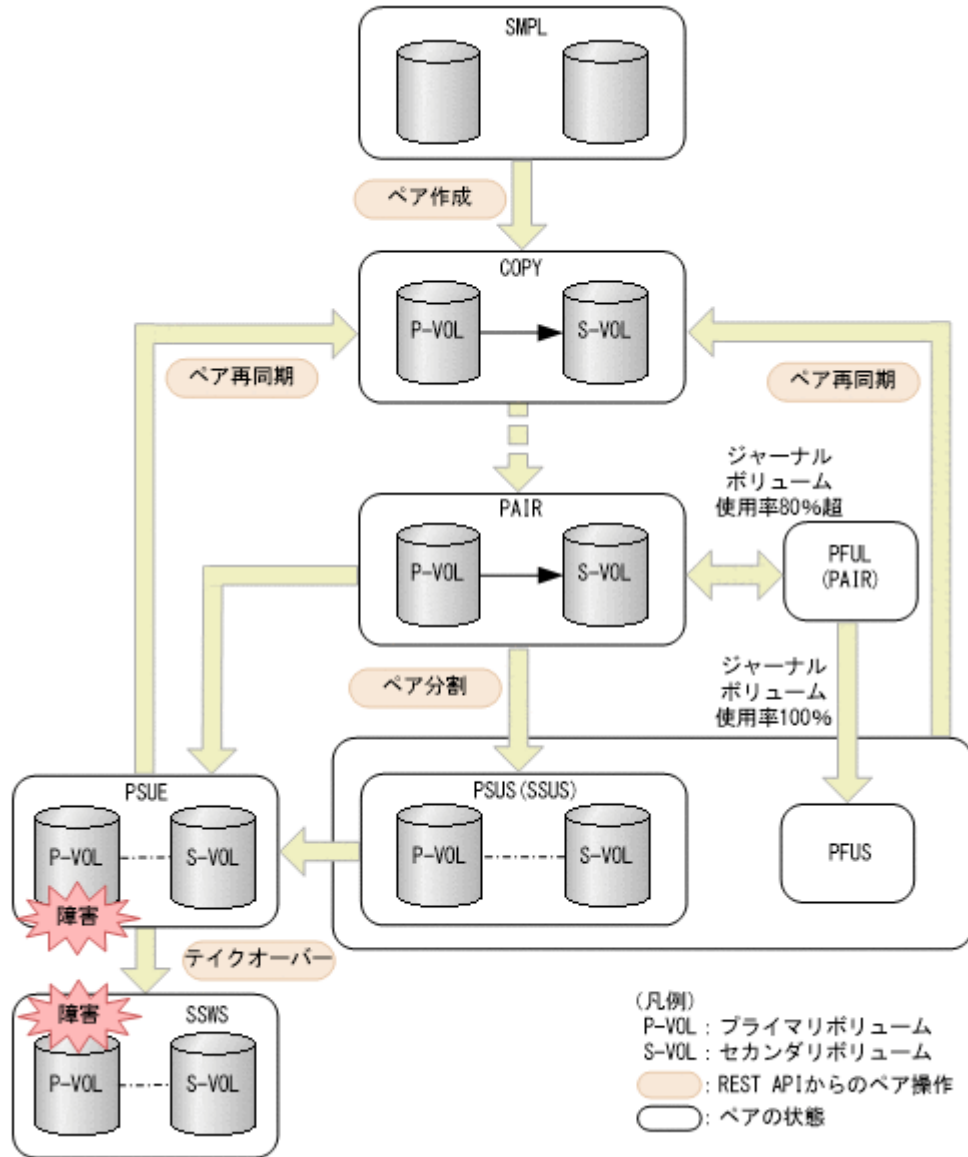 SMPL
ペア作成
COPY
P-VOL
S-VOL
ペア再同期
ペア再同期
ジャーナル
ボリューム
使用率80%超
PAIR
P-VOL
S-VOL
PFUL
(PAIR)
ペア分割
ジャーナル
ボリューム
使用率100%
PSUE
P-VOL
S-VOL
障害
PSUS(SSUS)
P-VOL
S-VOL
PFUS
テイクオーバー
障害
SSWS
P-VOL
S-VOL
(凡例)
P-VOL:プライマリボリューム
S-VOL:セカンダリボリューム
:REST APIからのペア操作
:ペアの状態